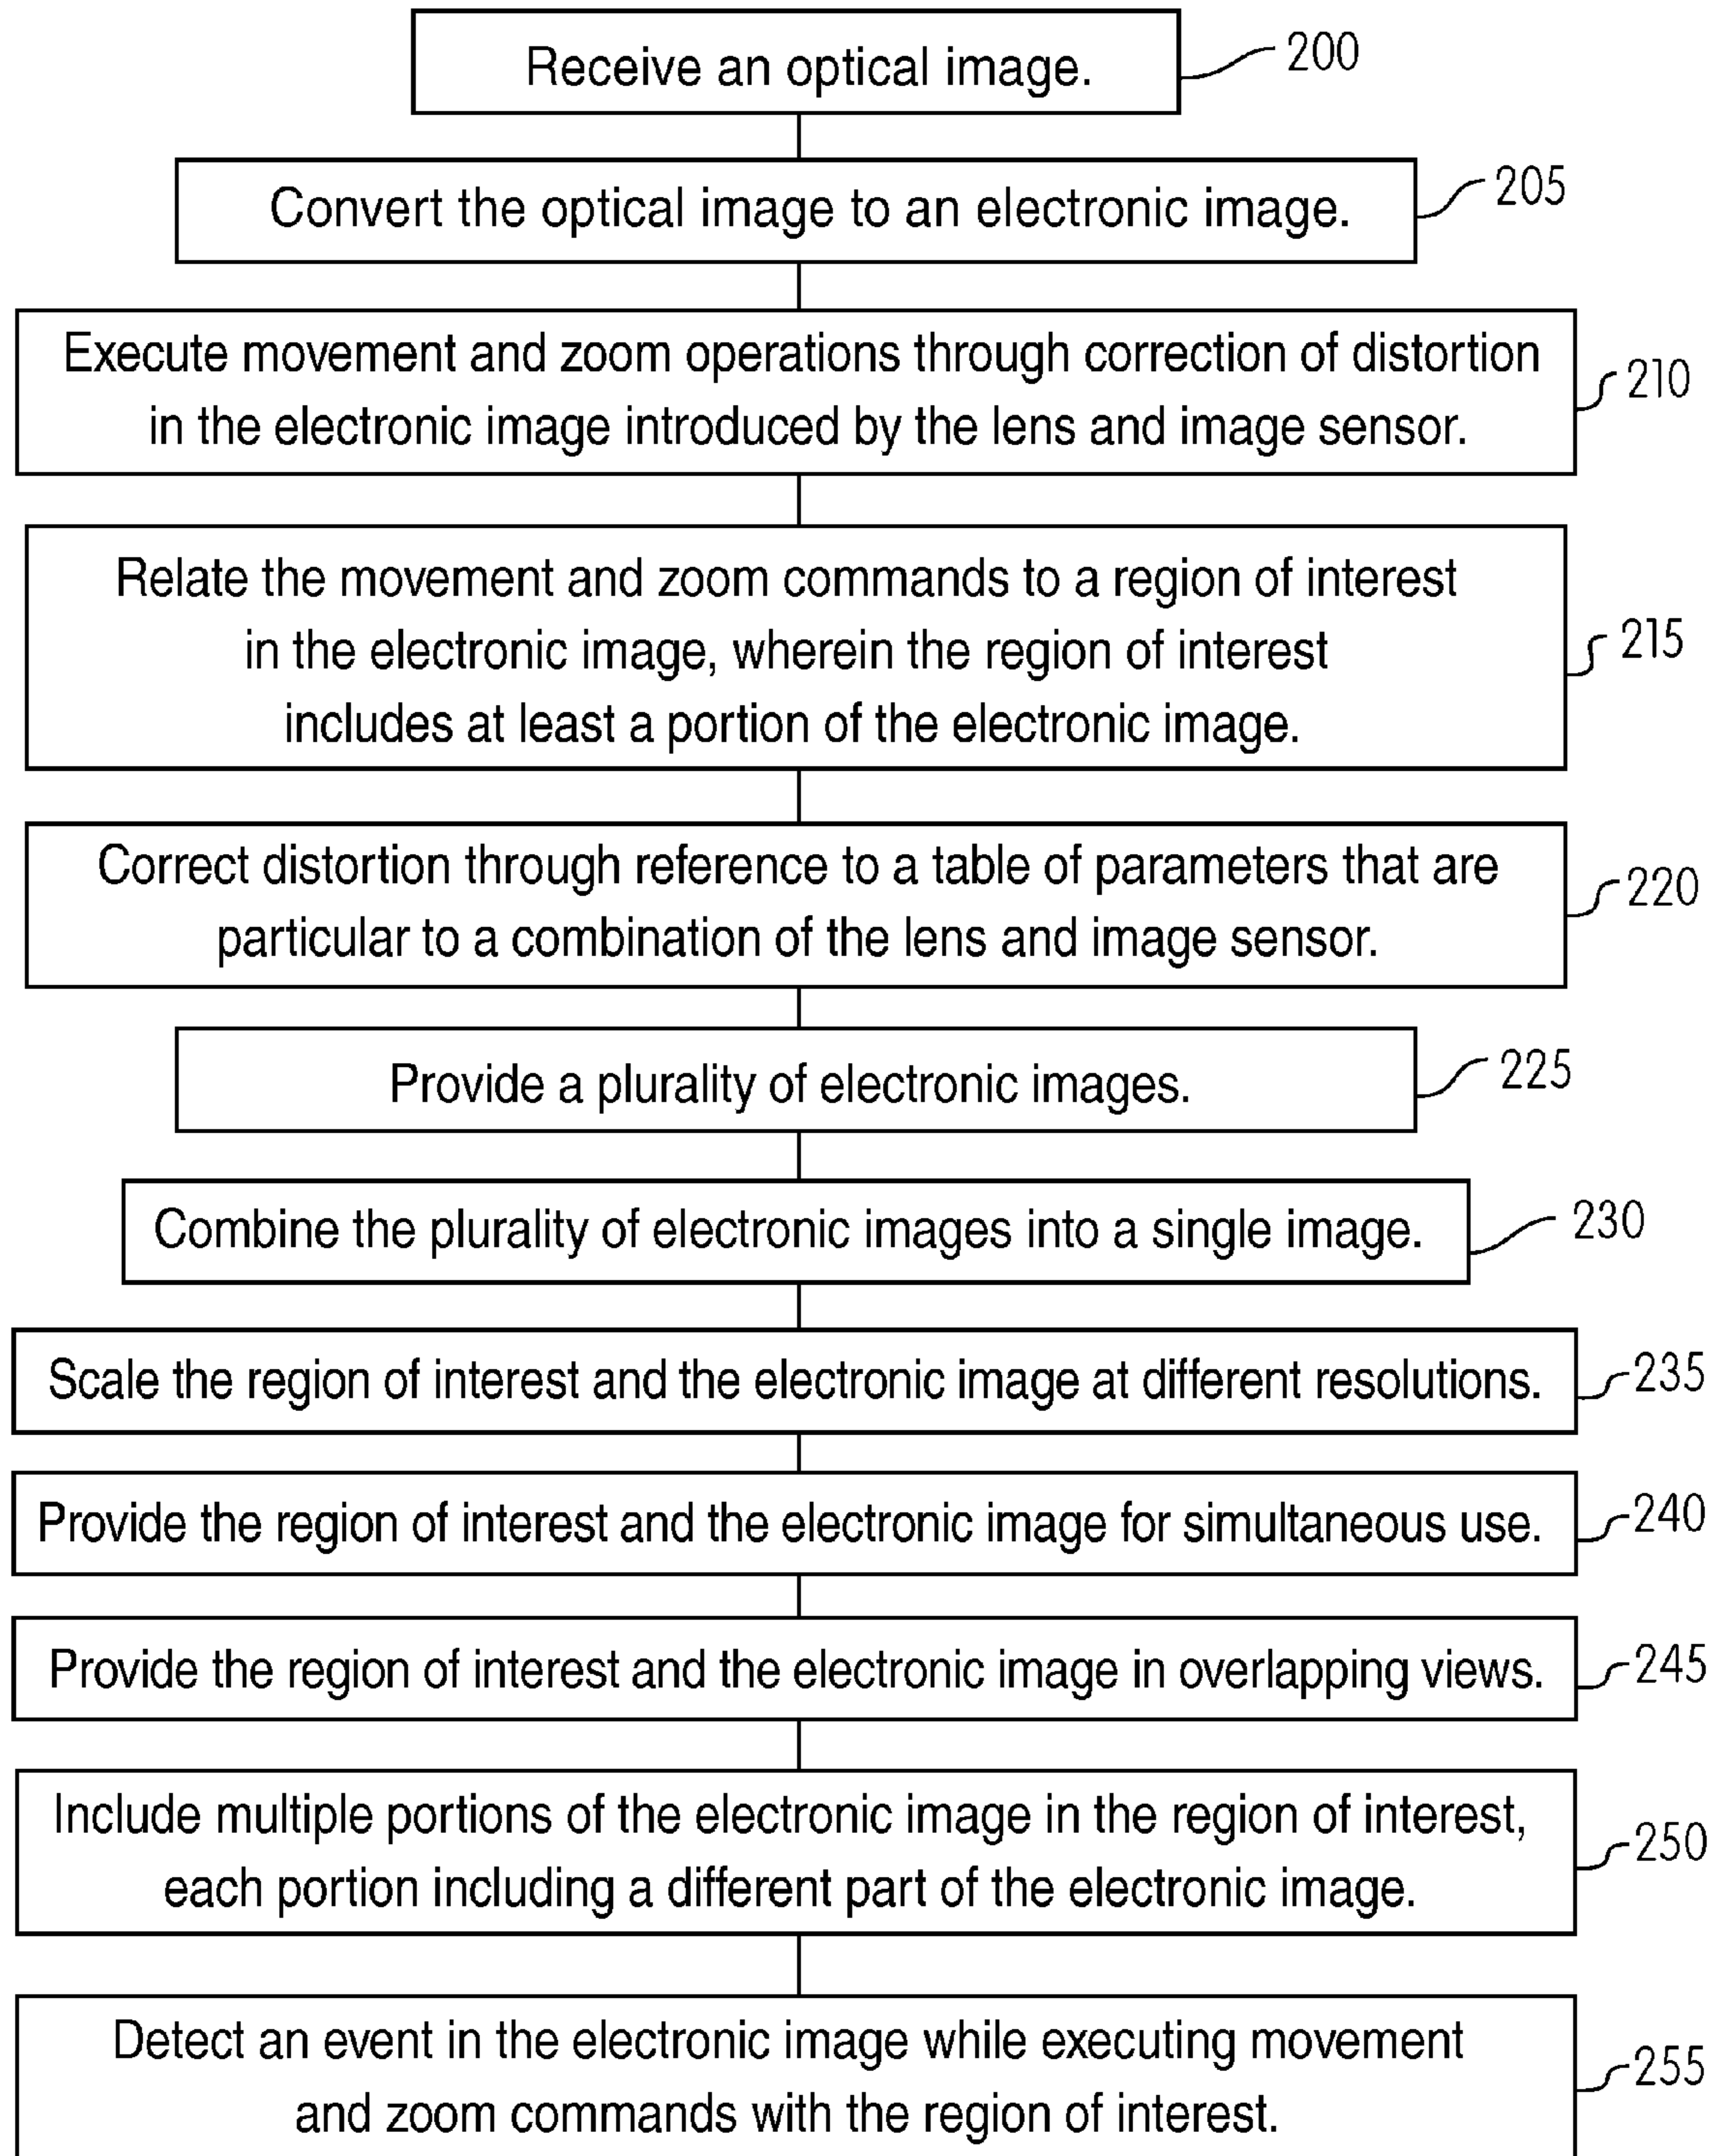 Receive an optical image.
200
Convert the optical image to an electronic image.
205
Execute movement and zoom operations through correction of distortion
in the electronic image introduced by the lens and image sensor.
210
Relate the movement and zoom commands to a region of interest
in the electronic image, wherein the region of interest
includes at least a portion of the electronic image.
215
Correct distortion through reference to a table of parameters that are
particular to a combination of the lens and image sensor.
220
Provide a plurality of electronic images.
225
Combine the plurality of electronic images into a single image.
230
Scale the region of interest and the electronic image at different resolutions.
235
Provide the region of interest and the electronic image for simultaneous use.
240
Provide the region of interest and the electronic image in overlapping views.
245
Include multiple portions of the electronic image in the region of interest,
each portion including a different part of the electronic image.
250
Detect an event in the electronic image while executing movement
and zoom commands with the region of interest.
255